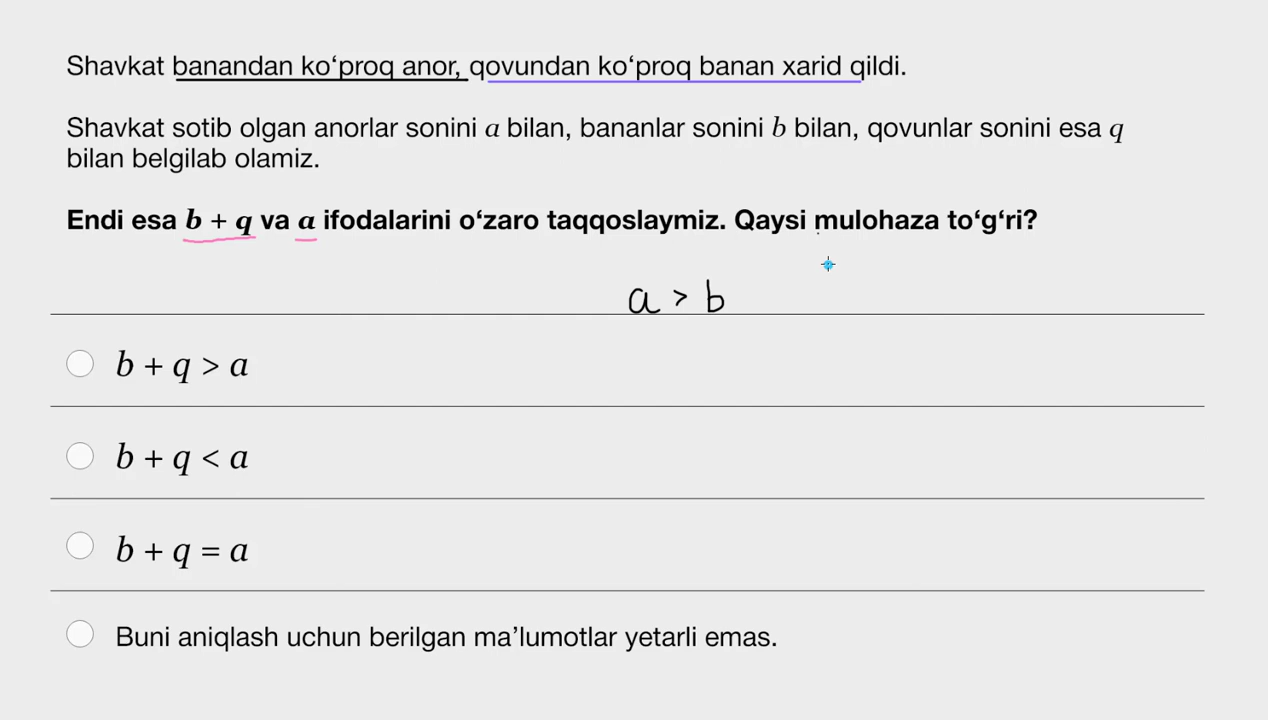 Shavkat banandan ko‘proq anor, qovundan ko‘proq banan xarid qildi.
Shavkat sotib olgan anorlar sonini a bilan, bananlar sonini b bilan, qovunlar sonini esa q
bilan belgilab olamiz.
Endi esa b + q va a ifodalarini o‘zaro taqqoslaymiz. Qaysi mulohaza to‘g‘ri?
a > b
b + q > a
b + q < a
b + q = a
Buni aniqlash uchun berilgan ma’lumotlar yetarli emas.